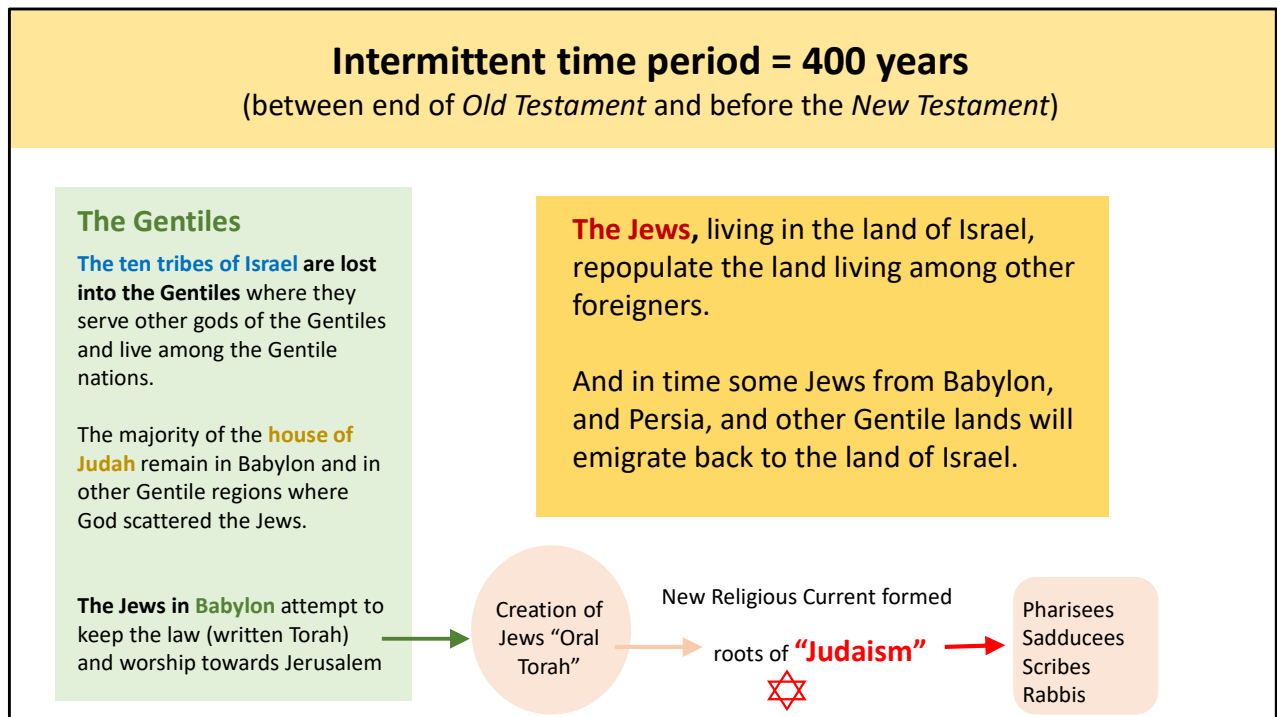 Intermittent time period = 400 years
(between end of Old Testament and before the New Testament)
The Gentiles
The ten tribes of Israel are lost
into the Gentiles where they
serve other gods of the Gentiles
and live among the Gentile
nations.
The majority of the house of
Judah remain in Babylon and in
other Gentile regions where
God scattered the Jews.
The Jews in Babylon attempt to
keep the law (written Torah)
and worship towards Jerusalem
The Jews, living in the land of Israel,
repopulate the land living among other
foreigners.
And in time some Jews from Babylon,
and Persia, and other Gentile lands will
emigrate back to the land of Israel.
Creation of
Jews “Oral
Torah”
New Religious Current formed
roots of “Judaism”
Pharisees
Sadducees
Scribes
Rabbis